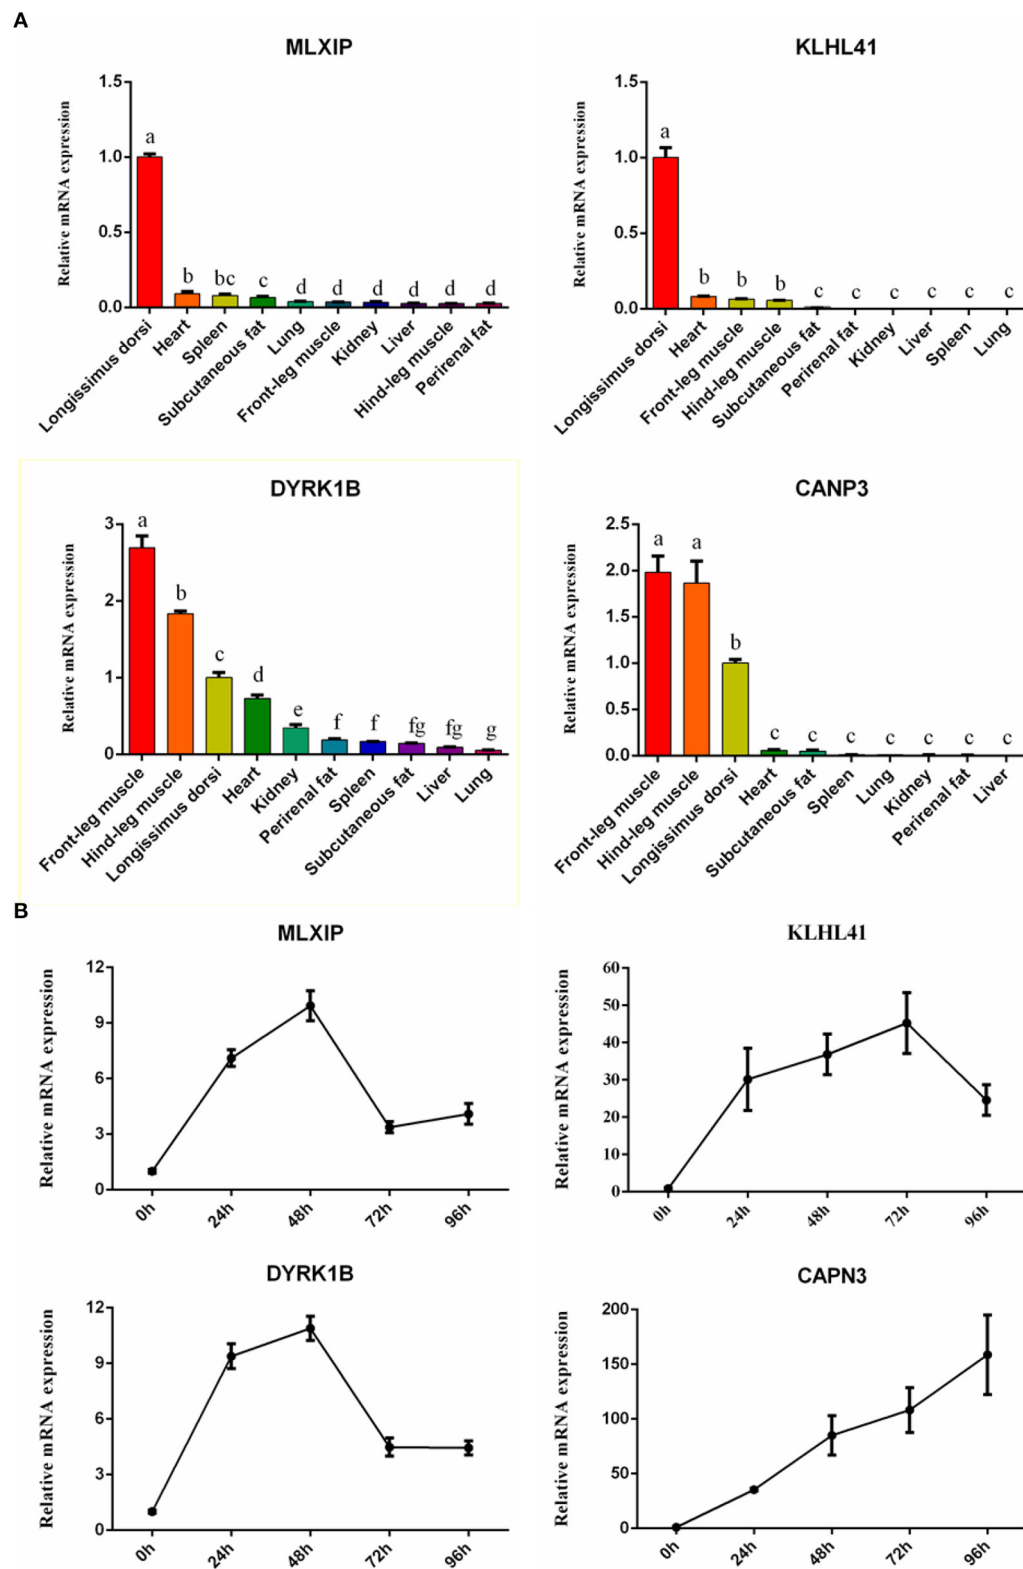 A
MLXIP
Relative mRNA expression
1.5
1.0
0.5
0.0
a
b
bc
c
d
d
d
d
d
d
Longissimus dorsi
Heart
Spleen
Subcutaneous fat
Lung
Front-leg muscle
Kidney
Liver
Hind-leg muscle
Perirenal fat
KLHL41
Relative mRNA expression
1.5
1.0
0.5
0.0
a
b
b
b
c
c
c
c
c
c
Longissimus dorsi
Heart
Front-leg muscle
Hind-leg muscle
Subcutaneous fat
Perirenal fat
Kidney
Liver
Spleen
Lung
DYRK1B
Relative mRNA expression
3
2
1
0
a
b
c
d
e
f
f
fg
fg
g
Front-leg muscle
Hind-leg muscle
Longissimus dorsi
Heart
Kidney
Perirenal fat
Spleen
Subcutaneous fat
Liver
Lung
CANP3
Relative mRNA expression
2.5
2.0
1.5
1.0
0.5
0.0
a
a
b
c
c
c
c
c
c
c
Front-leg muscle
Hind-leg muscle
Longissimus dorsi
Heart
Subcutaneous fat
Spleen
Lung
Kidney
Perirenal fat
Liver
B
MLXIP
Relative mRNA expression
12
9
6
3
0
0h
24h
48h
72h
96h
KLHL41
Relative mRNA expression
60
50
40
30
20
10
0
0h
24h
48h
72h
96h
DYRK1B
Relative mRNA expression
12
9
6
3
0
0h
24h
48h
72h
96h
CAPN3
Relative mRNA expression
200
150
100
50
0
0h
24h
48h
72h
96h